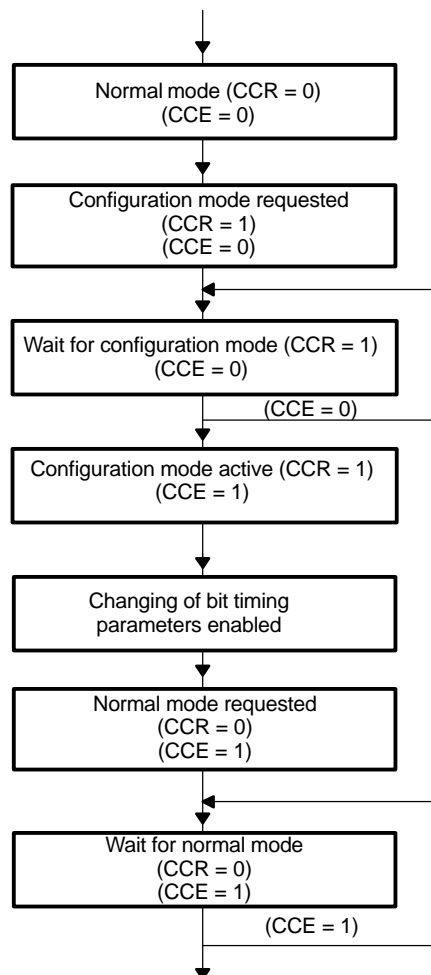 Normal mode (CCR = 0)
(CCE = 0)
Configuration mode requested
(CCR = 1)
(CCE = 0)
Wait for configuration mode (CCR = 1)
(CCE = 0)
(CCE = 0)
Configuration mode active (CCR = 1)
(CCE = 1)
Changing of bit timing
parameters enabled
Normal mode requested
(CCR = 0)
(CCE = 1)
Wait for normal mode
(CCR = 0)
(CCE = 1)
(CCE = 1)